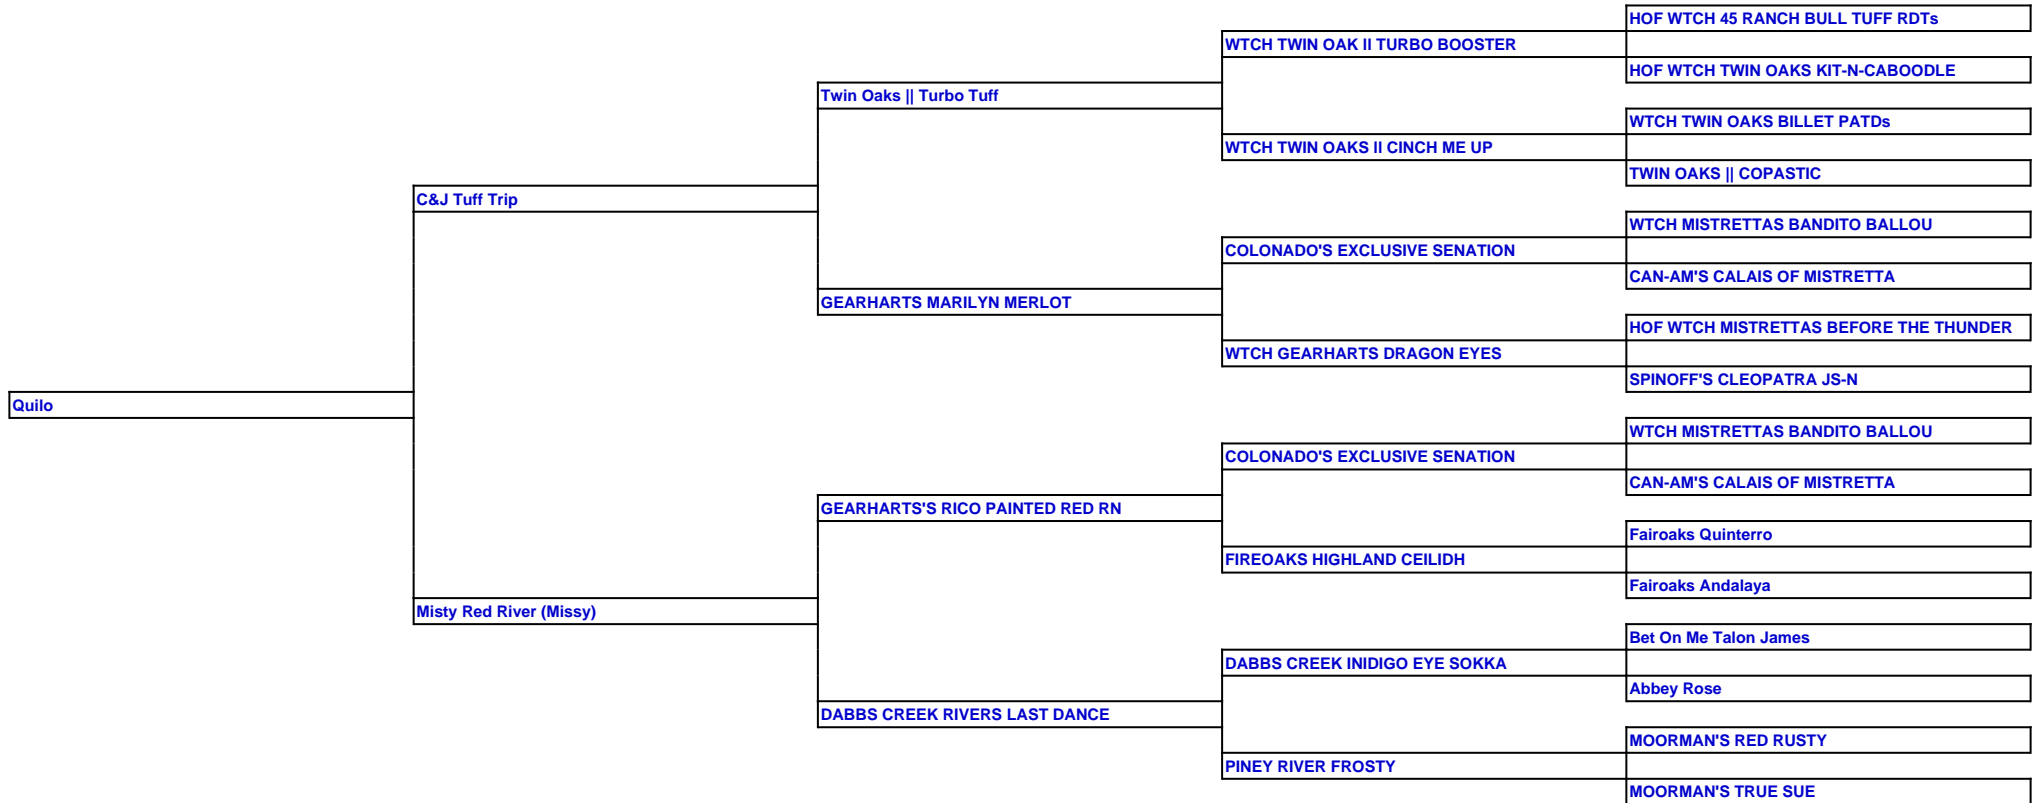 HOF WTCH 45 RANCH BULL TUFF RDTs
WTCH TWIN OAK II TURBO BOOSTER
HOF WTCH TWIN OAKS KIT-N-CABOODLE
Twin Oaks || Turbo Tuff
WTCH TWIN OAKS BILLET PATDs
WTCH TWIN OAKS II CINCH ME UP
TWIN OAKS || COPASTIC
C&J Tuff Trip
WTCH MISTRETTAS BANDITO BALLOU
COLONADO'S EXCLUSIVE SENATION
CAN-AM'S CALAIS OF MISTRETTA
GEARHARTS MARILYN MERLOT
HOF WTCH MISTRETTAS BEFORE THE THUNDER
WTCH GEARHARTS DRAGON EYES
SPINOFF'S CLEOPATRA JS-N
Quilo
WTCH MISTRETTAS BANDITO BALLOU
COLONADO'S EXCLUSIVE SENATION
CAN-AM'S CALAIS OF MISTRETTA
GEARHARTS'S RICO PAINTED RED RN
Fairoaks Quinterro
FIREOAKS HIGHLAND CEILIDH
Fairoaks Andalaya
Misty Red River (Missy)
Bet On Me Talon James
DABBS CREEK INIDIGO EYE SOKKA
Abbey Rose
DABBS CREEK RIVERS LAST DANCE
MOORMAN'S RED RUSTY
PINEY RIVER FROSTY
MOORMAN'S TRUE SUE